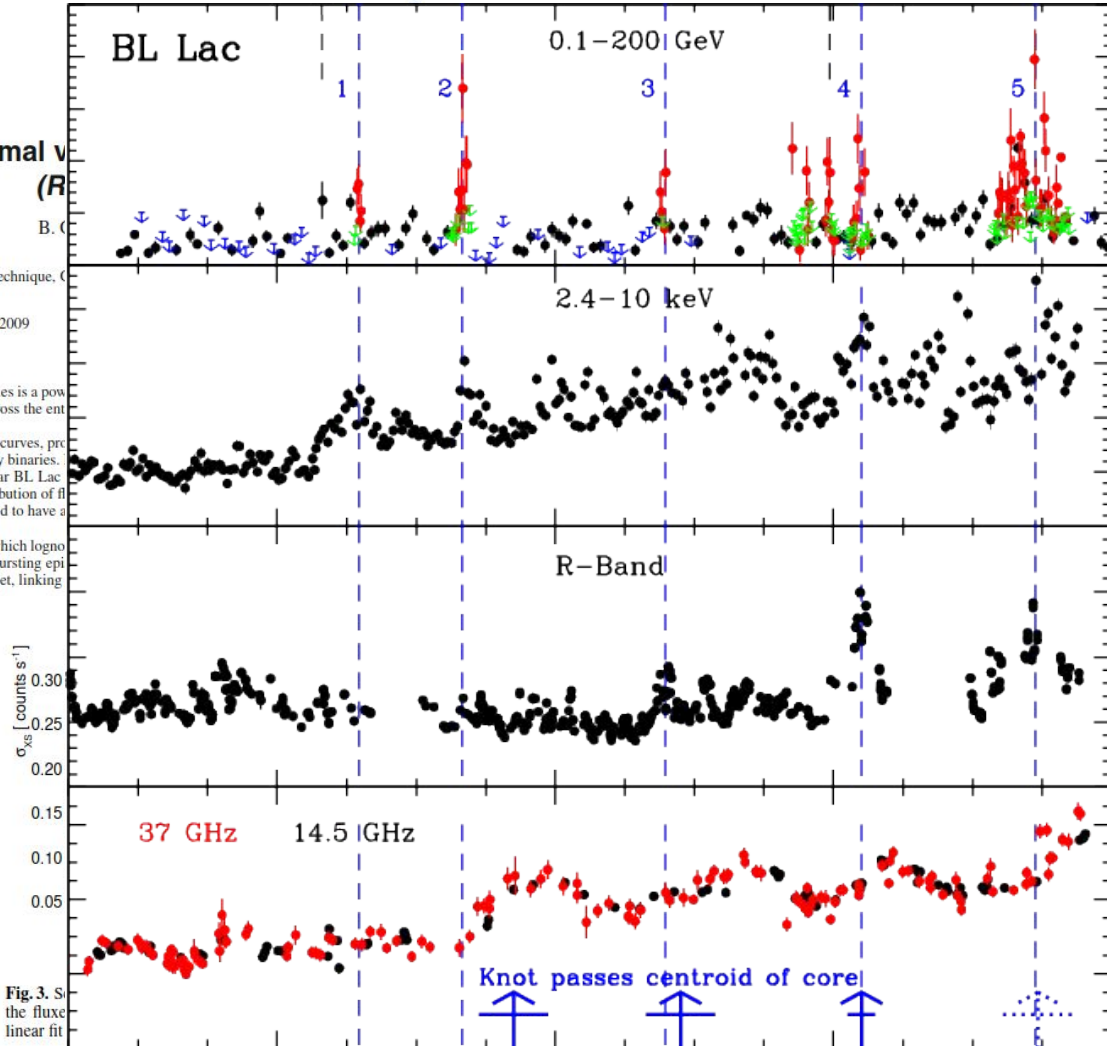 BL Lac
0.1−200 GeV
1
2
3
4
5
mal v
(R
B. (
echnique, (
2009
es is a pow
oss the ent
curves, pro
y binaries.
ar BL Lac
bution of fl
d to have a
hich logno
ursting epi
et, linking
2.4−10 keV
R−Band
σXS [ counts s-1]
0.30
0.25
0.20
0.15
0.10
0.05
37 GHz
14.5 GHz
Knot passes centroid of core
Fig. 3. S
the fluxe
linear fit